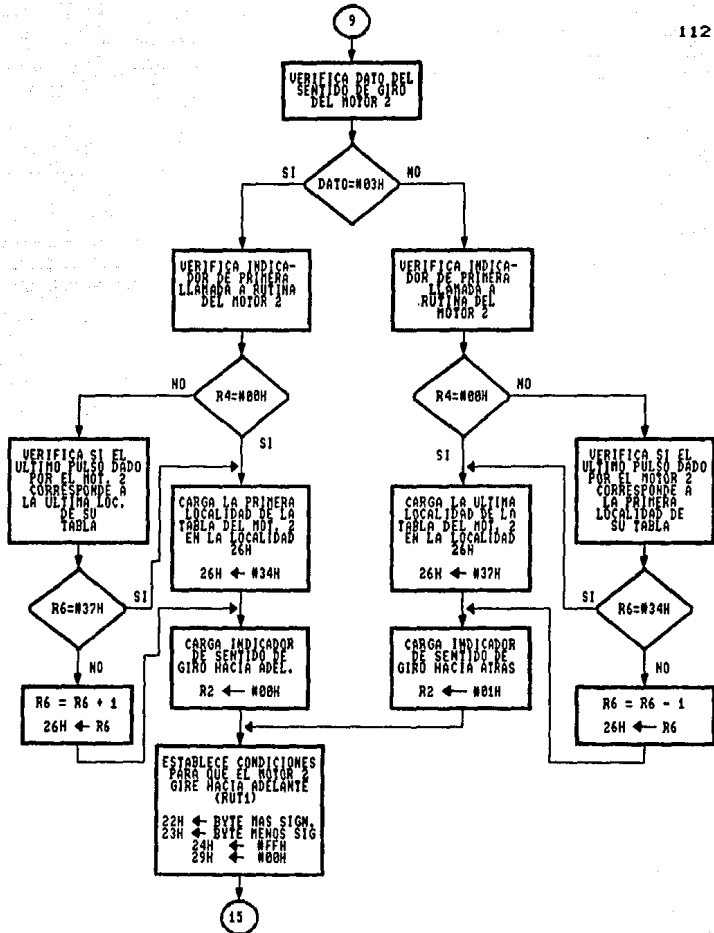 9
112
VERIFICA DATO DEL
SENTIDO DE GIRO
DEL MOTOR 2
SI
DATO=#03H
NO
VERIFICA INDICA-
DOR DE PRIMERA
LLAMADA A RUTINA
DEL MOTOR 2
VERIFICA INDICA-
DOR DE PRIMERA
LLAMADA A
RUTINA DEL
MOTOR 2
NO
R4=#00H
SI
R4=#00H
NO
SI
VERIFICA SI EL
ULTIMO PULSO DADO
POR EL MOT. 2
CORRESPONDE A
LA ULTIMA LOC.
DE SU
TABLA
CARGA LA PRIMERA
LOCALIDAD DE LA
TABLA DEL MOT. 2
EN LA LOCALIDAD
26H
26H ← #34H
CARGA LA ULTIMA
LOCALIDAD DE LA
TABLA DEL MOT. 2
EN LA LOCALIDAD
26H
26H ← #37H
VERIFICA SI EL
ULTIMO PULSO DADO
POR EL MOTOR 2
CORRESPONDE A
LA PRIMERA
LOCALIDAD DE
SU TABLA
R6=#37H
SI
NO
SI
R6=#34H
NO
CARGA INDICADOR
DE SENTIDO DE
GIRO HACIA ADEL.
R2 ← #00H
CARGA INDICADOR
DE SENTIDO DE
GIRO HACIA ATRAS
R2 ← #01H
R6 = R6 + 1
26H ← R6
R6 = R6 - 1
26H ← R6
ESTABLECE CONDICIONES
PARA QUE EL MOTOR 2
GIRE HACIA ADELANTE
(RUT1)
22H ← BYTE MAS SIGN.
23H ← BYTE MENOS SIG
24H ← #FFH
29H ← #00H
15